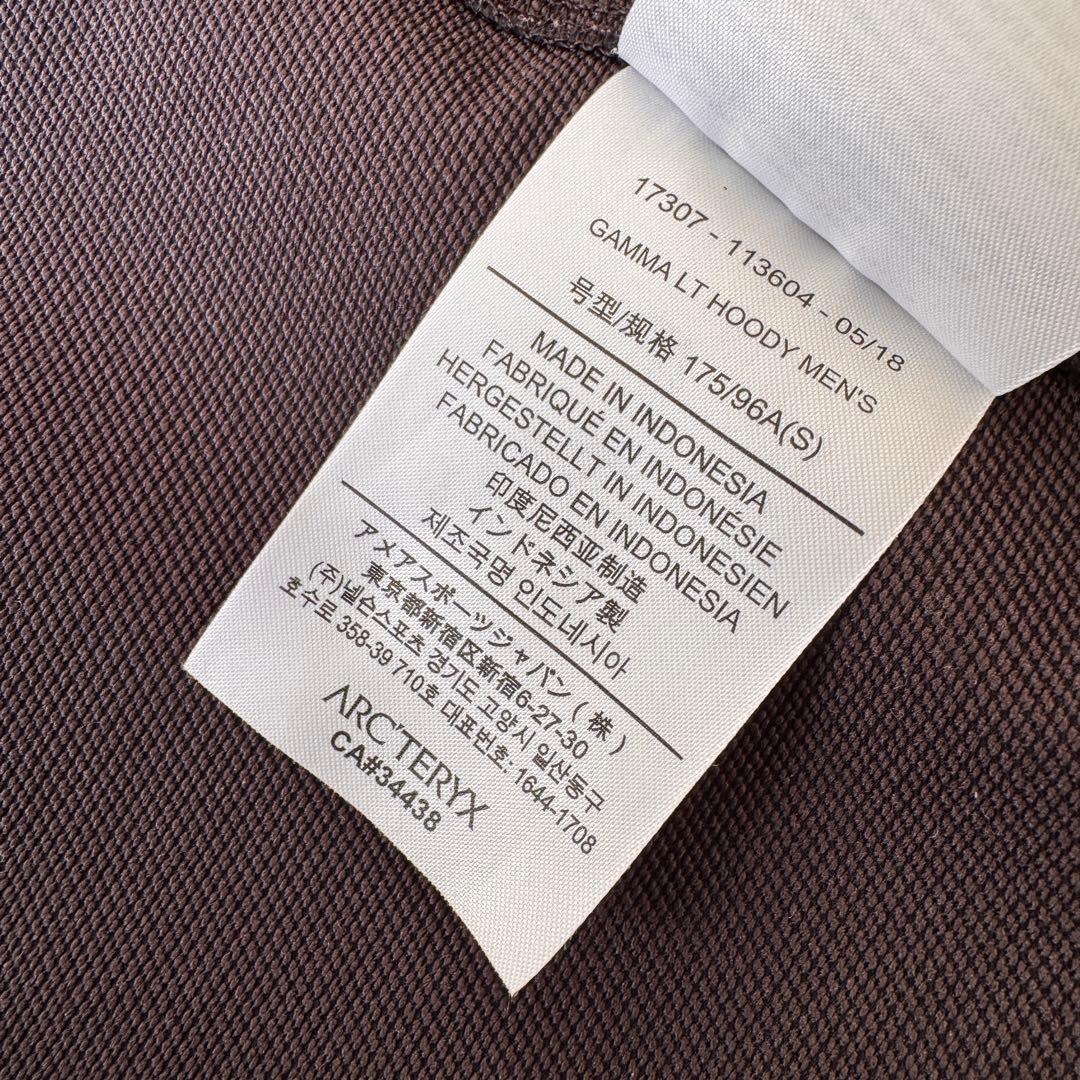 17307 - 113604 - 05/18
GAMMA LT HOODY MEN'S
号型/规格 175/96A(S)
MADE IN INDONESIA
FABRIQUÉ EN INDONÉSIE
HERGESTELLT IN INDONESIEN
FABRICADO EN INDONESIA
印度尼西亚制造
インドネシア製
제조국명 인도네시아
アメアスポーツジャパン ( 株 )
東京都新宿区新宿6-27-30
(주)넬슨스포츠 경기도 고양시 일산동구
호수로 358-39 710호 대표번호: 1644-1708
ARC'TERYX
CA#34438